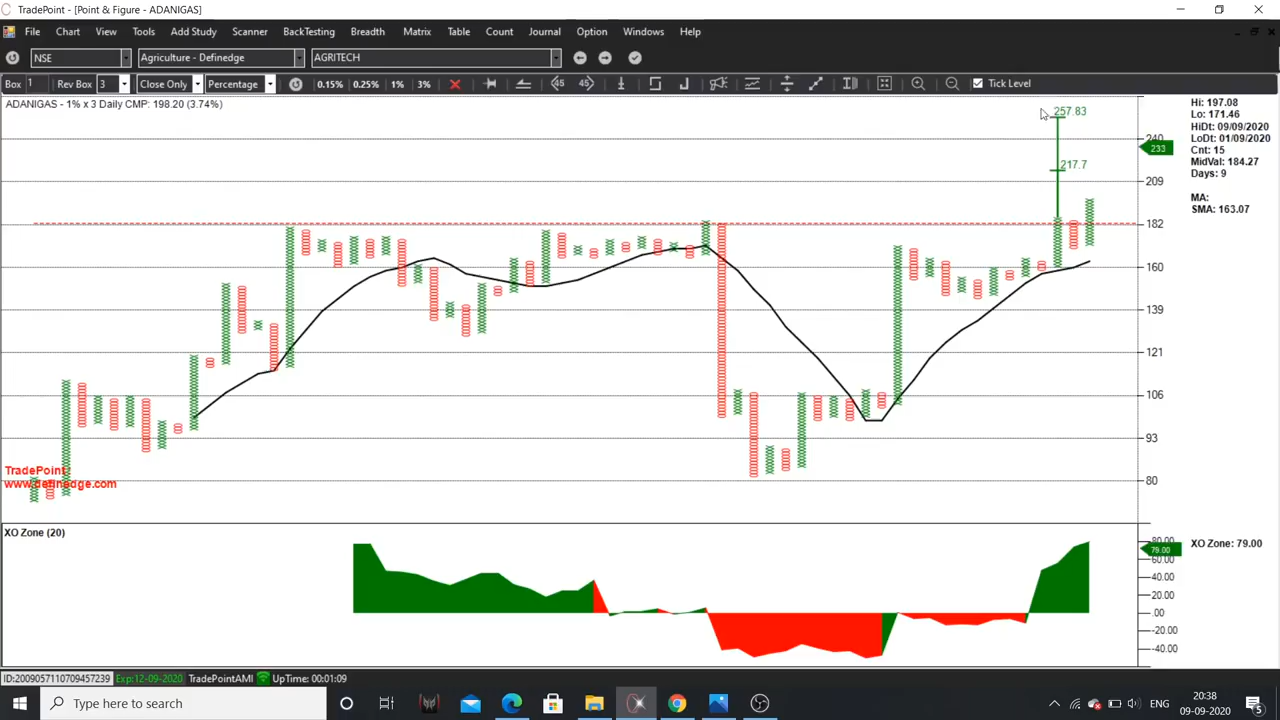 TradePoint - [Point & Figure - ADANIGAS]
File Chart View Tools Add Study Scanner BackTesting Breadth Matrix Table Count Journal Option Windows Help
NSE Agriculture - Definedge AGRITECH
Box 1 Rev Box 3 Close Only Percentage 0.15% 0.25% 1% 3% 45 45 Tick Level
ADANIGAS - 1% x 3 Daily CMP: 198.20 (3.74%)
257.83
217.7
240
233
209
182
160
139
121
106
93
80
Hi: 197.08
Lo: 171.46
HiDt: 09/09/2020
LoDt: 01/09/2020
Cnt: 15
MidVal: 184.27
Days: 9
MA:
SMA: 163.07
TradePoint
www.definedge.com
XO Zone (20)
80.00
79.00
60.00
40.00
20.00
.00
-20.00
-40.00
XO Zone: 79.00
ID:2009057110709457239 Exp:12-09-2020 TradePointAMI UpTime: 00:01:09
Type here to search
ENG
20:38
09-09-2020
5